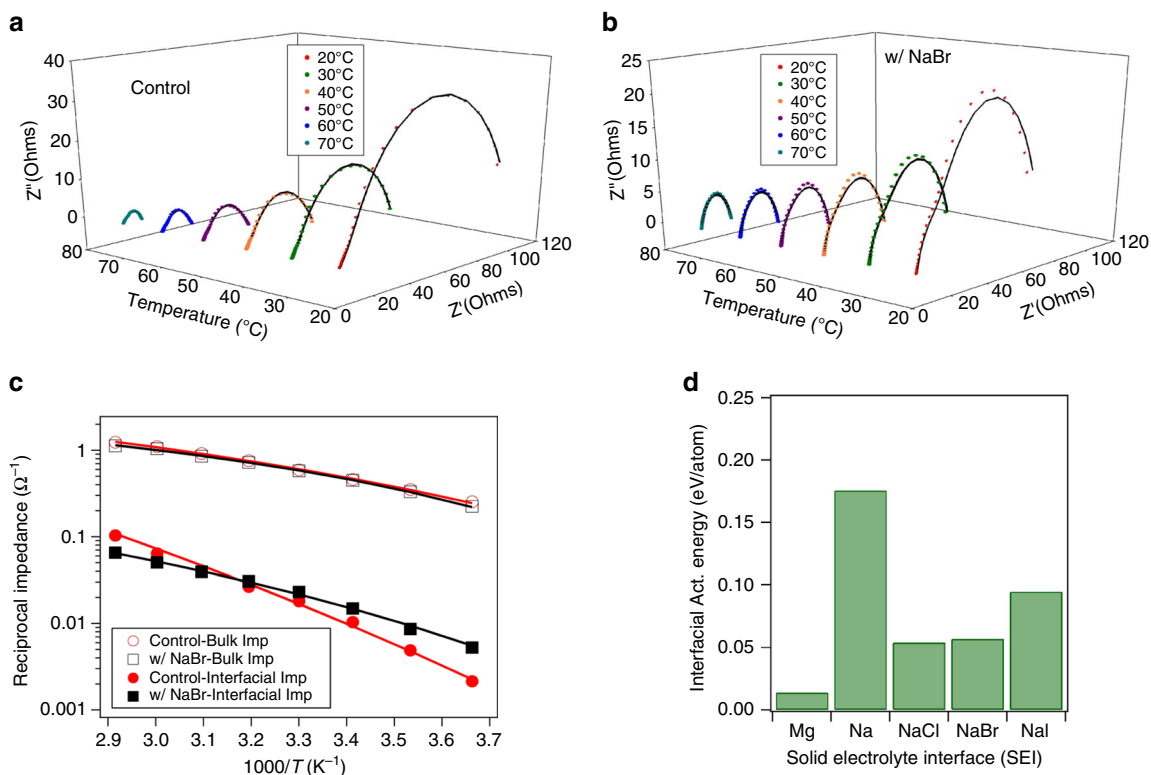 a
40
30
20
10
0
Z"(Ohms)
Control
20°C
30°C
40°C
50°C
60°C
70°C
80
70
60
50
40
30
20
Temperature (°C)
0
20
40
60
80
100
120
Z'(Ohms)
b
25
20
15
10
5
0
Z"(Ohms)
w/ NaBr
20°C
30°C
40°C
50°C
60°C
70°C
80
70
60
50
40
30
20
Temperature (°C)
0
20
40
60
80
100
120
Z'(Ohms)
c
Reciprocal impedance (Ω⁻¹)
1
0.1
0.01
0.001
Control-Bulk Imp
w/ NaBr-Bulk Imp
Control-Interfacial Imp
w/ NaBr-Interfacial Imp
2.9 3.0 3.1 3.2 3.3 3.4 3.5 3.6 3.7
1000/T (K⁻¹)
d
Interfacial Act. energy (eV/atom)
0.25
0.20
0.15
0.10
0.05
0.00
Mg Na NaCl NaBr NaI
Solid electrolyte interface (SEI)